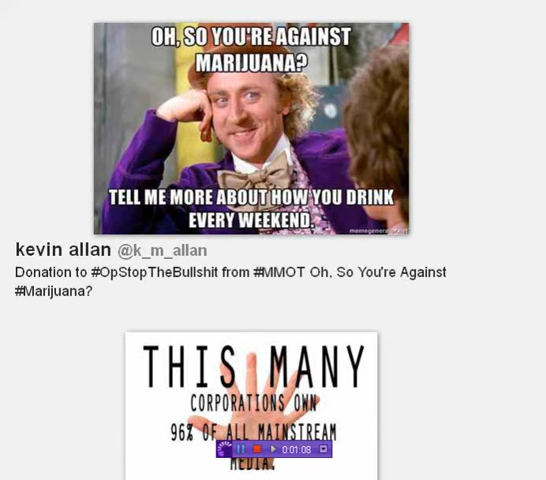 OH, SO YOU'RE AGAINST
MARIJUANA?
TELL ME MORE ABOUT HOW YOU DRINK
EVERY WEEKEND.
kevin allan @k_m_allan
Donation to #OpStopTheBullshit from #MMOT Oh, So You're Against
#Marijuana?
THIS MANY
CORPORATIONS OWN
96% OF ALL MAINSTREAM
0:01:08
MEDIA.